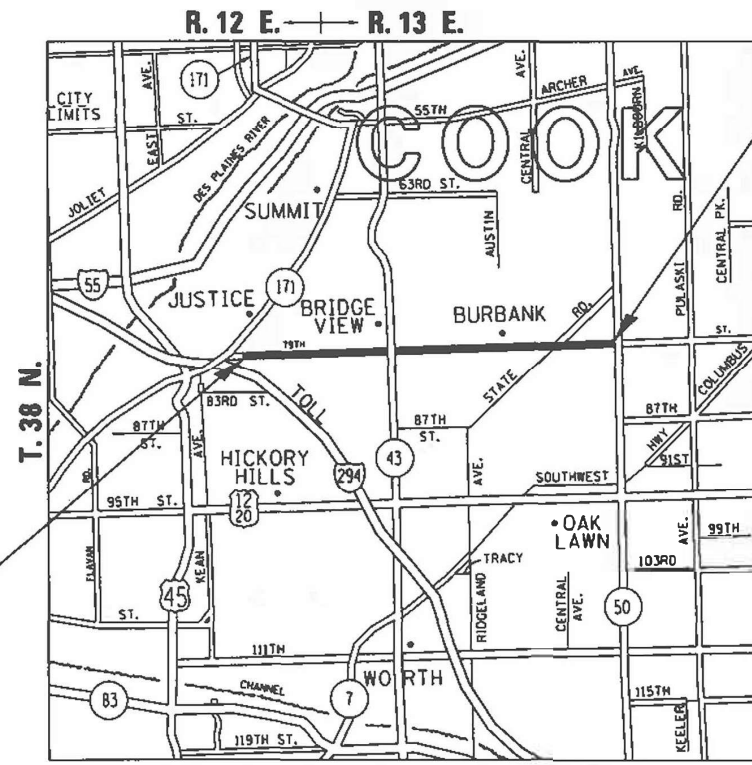 R. 12 E. R. 13 E.
T. 38 N.
COOK
CITY
LIMITS
AVE.
171
ST.
EAST
JOLIET
DES PLAINES RIVER
55TH
AVE.
CENTRAL
ARCHER AVE.
KILBOURN
RD.
PULASKI
CENTRAL PK.
SUMMIT
63RD ST.
AUSTIN
55
JUSTICE
171
BRIDGE
VIEW
BURBANK
RD.
STATE
79TH
ST.
COLUMBUS
TOLL
83RD ST.
87TH
ST.
AVE.
87TH
ST.
87TH
HWY
91ST
HICKORY
HILLS
294
43
AVE.
SOUTHWEST
RD.
95TH ST.
12
20
OAK
LAWN
AVE.
99TH
103RD
KEAN
TRACY
RIDGELAND
CENTRAL
AVE.
45
50
ST.
111TH
WORTH
CHANNEL
83
7
115TH
KEELER
119TH ST.